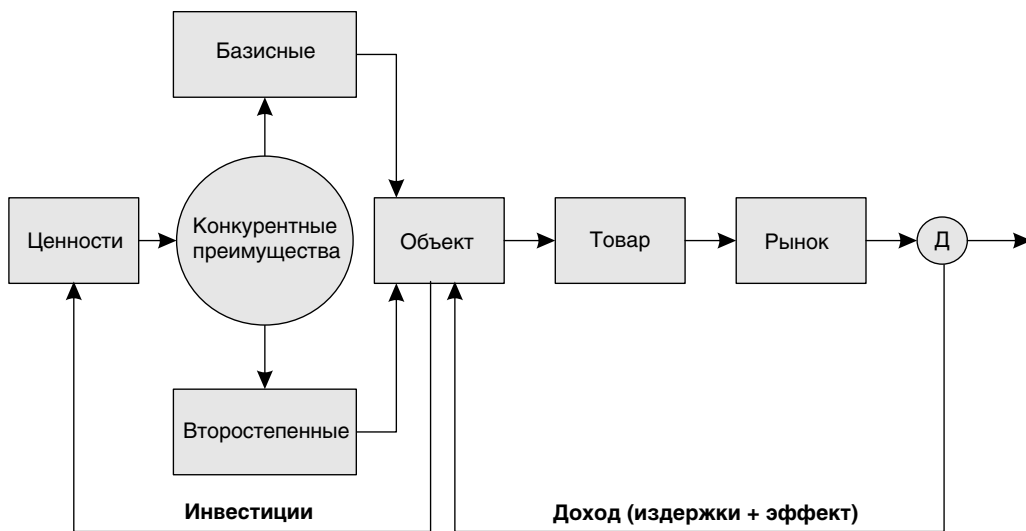 Базисные
Ценности
Конкурентные
преимущества
Объект
Товар
Рынок
Д
Второстепенные
Инвестиции
Доход (издержки + эффект)